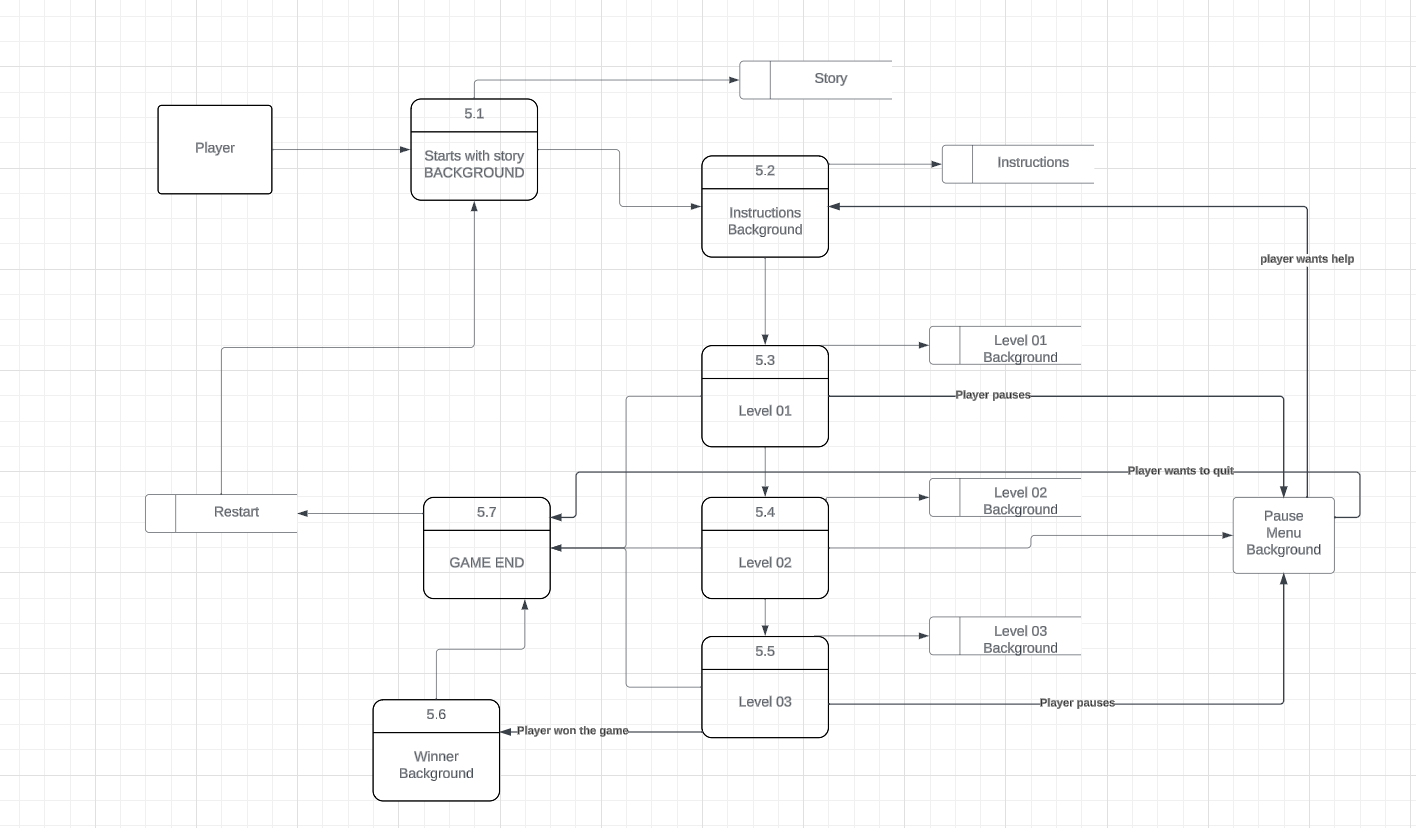 Story
5.1
Player
Starts with story
BACKGROUND
5.2
Instructions
Instructions
Background
player wants help
5.3
Level 01
Background
Level 01
Player pauses
Player wants to quit
Level 02
Background
Restart
5.7
5.4
Pause
Menu
Background
GAME END
Level 02
5.5
Level 03
Background
Level 03
Player pauses
5.6
Player won the game
Winner
Background